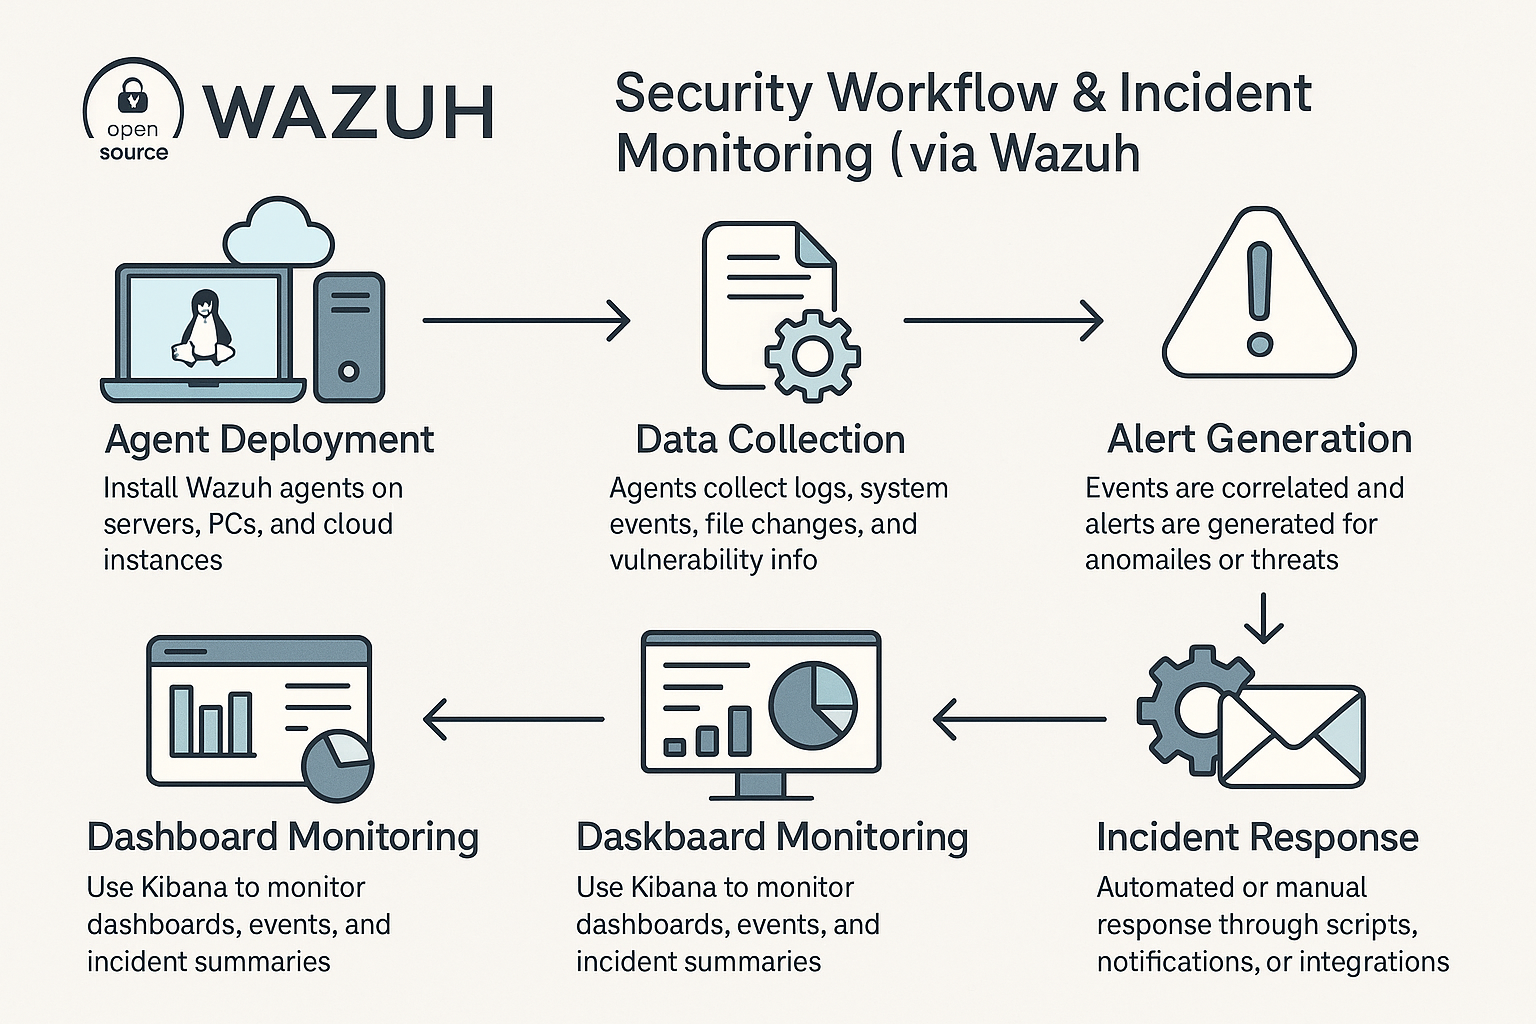 open
source
WAZUH
Security Workflow & Incident
Monitoring (via Wazuh
Agent Deployment
Install Wazuh agents on
servers, PCs, and cloud
instances
Data Collection
Agents collect logs, system
events, file changes, and
vulnerability info
Alert Generation
Events are correlated and
alerts are generated for
anomailes or threats
Dashboard Monitoring
Use Kibana to monitor
dashboards, events, and
incident summaries
Daskbaard Monitoring
Use Kibana to monitor
dashboards, events, and
incident summaries
Incident Response
Automated or manual
response through scripts,
notifications, or integrations